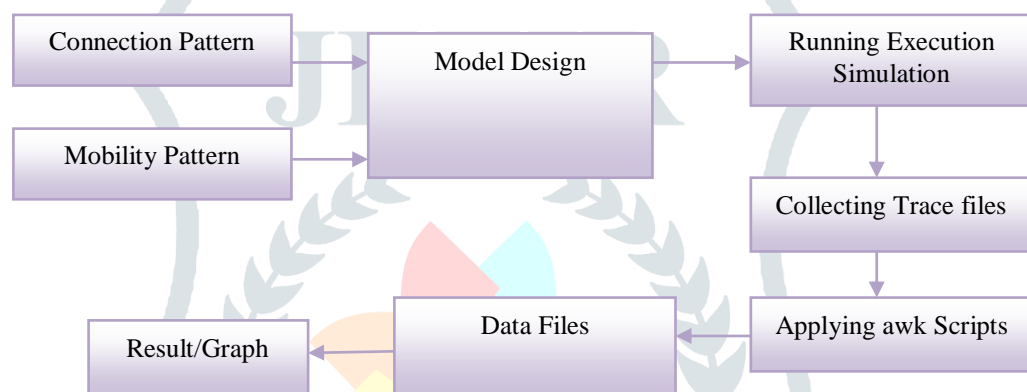 Connection Pattern
Model Design
Running Execution
Simulation
Mobility Pattern
Collecting Trace files
Applying awk Scripts
Data Files
Result/Graph